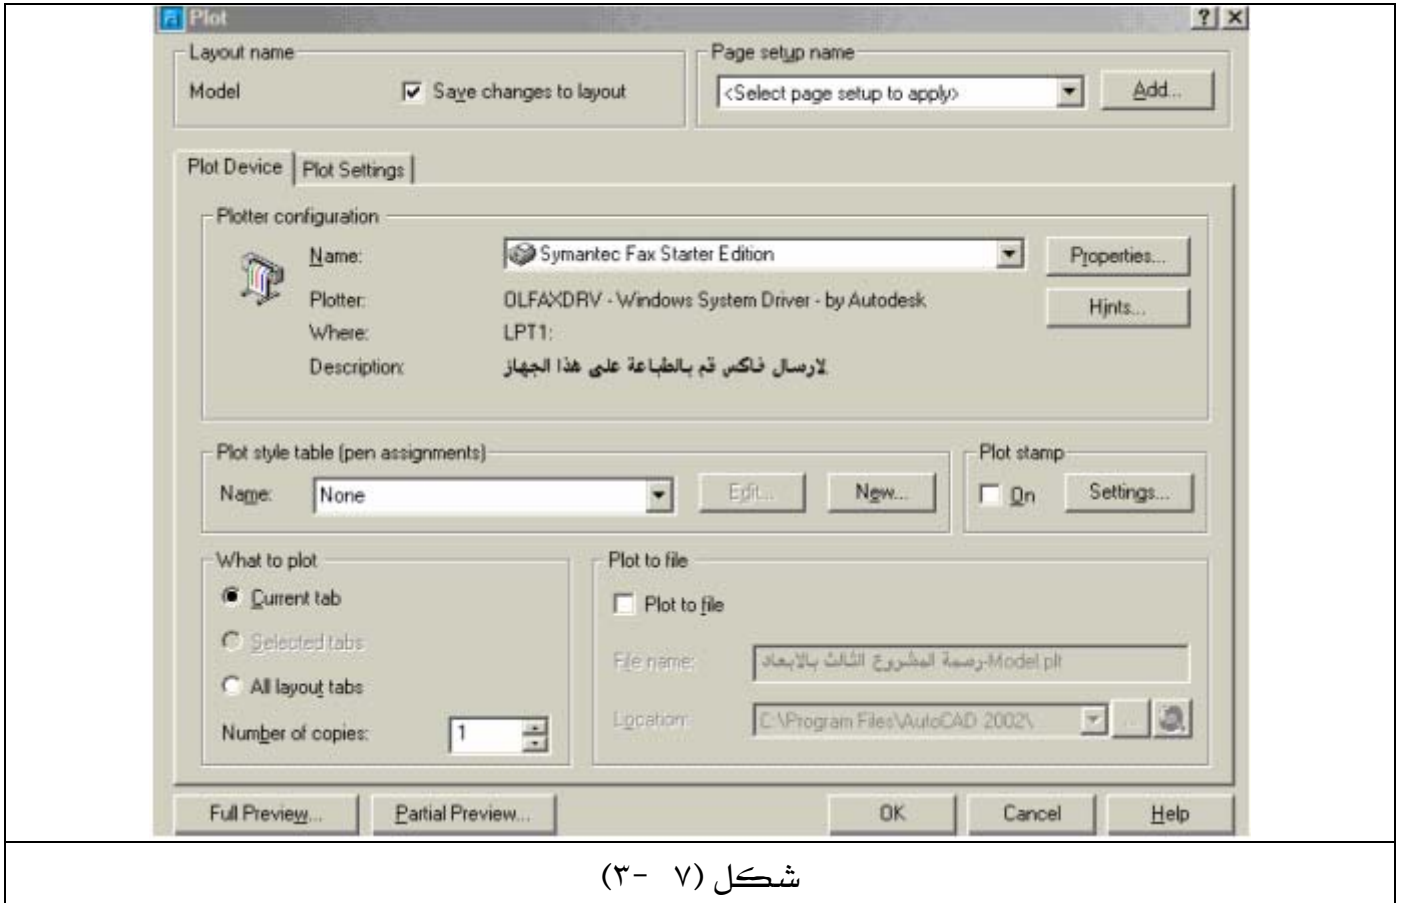 Plot
Layout name
Model
Save changes to layout
Page setup name
<Select page setup to apply>
Add...
Plot Device
Plot Settings
Plotter configuration
Name:
Symantec Fax Starter Edition
Properties...
Plotter:
OLFAXDRV - Windows System Driver - by Autodesk
Hints...
Where:
LPT1:
Description:
لارسال فاكس قم بالطباعة على هذا الجهاز
Plot style table (pen assignments)
Name:
None
Edit...
New...
Plot stamp
On
Settings...
What to plot
Current tab
Selected tabs
All layout tabs
Number of copies:
1
Plot to file
Plot to file
File name:
رسمة المشروع الثالث بالابعاد-Model.plt
Location:
C:\Program Files\AutoCAD 2002\
...
Full Preview...
Partial Preview...
OK
Cancel
Help
شكل (٧ -٣)